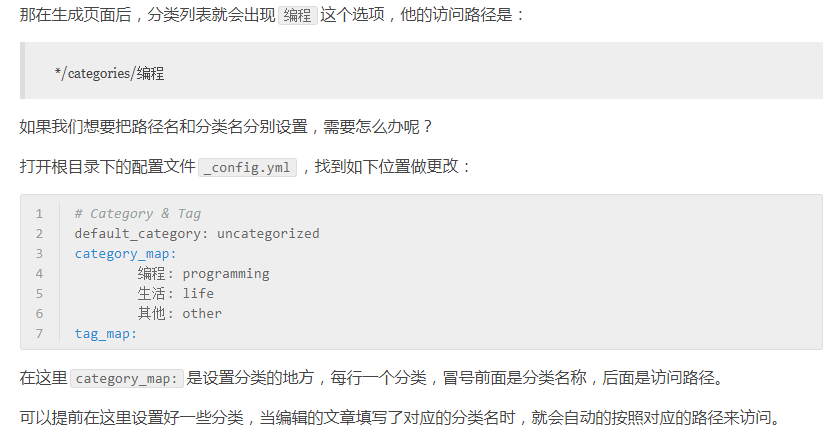 那在生成页面后，分类列表就会出现 编程 这个选项，他的访问路径是：
*/categories/编程
如果我们想要把路径名和分类名分别设置，需要怎么办呢？
打开根目录下的配置文件 _config.yml ，找到如下位置做更改：
1 # Category & Tag
2 default_category: uncategorized
3 category_map:
4 编程: programming
5 生活: life
6 其他: other
7 tag_map:
在这里 category_map: 是设置分类的地方，每行一个分类，冒号前面是分类名称，后面是访问路径。
可以提前在这里设置好一些分类，当编辑的文章填写了对应的分类名时，就会自动的按照对应的路径来访问。